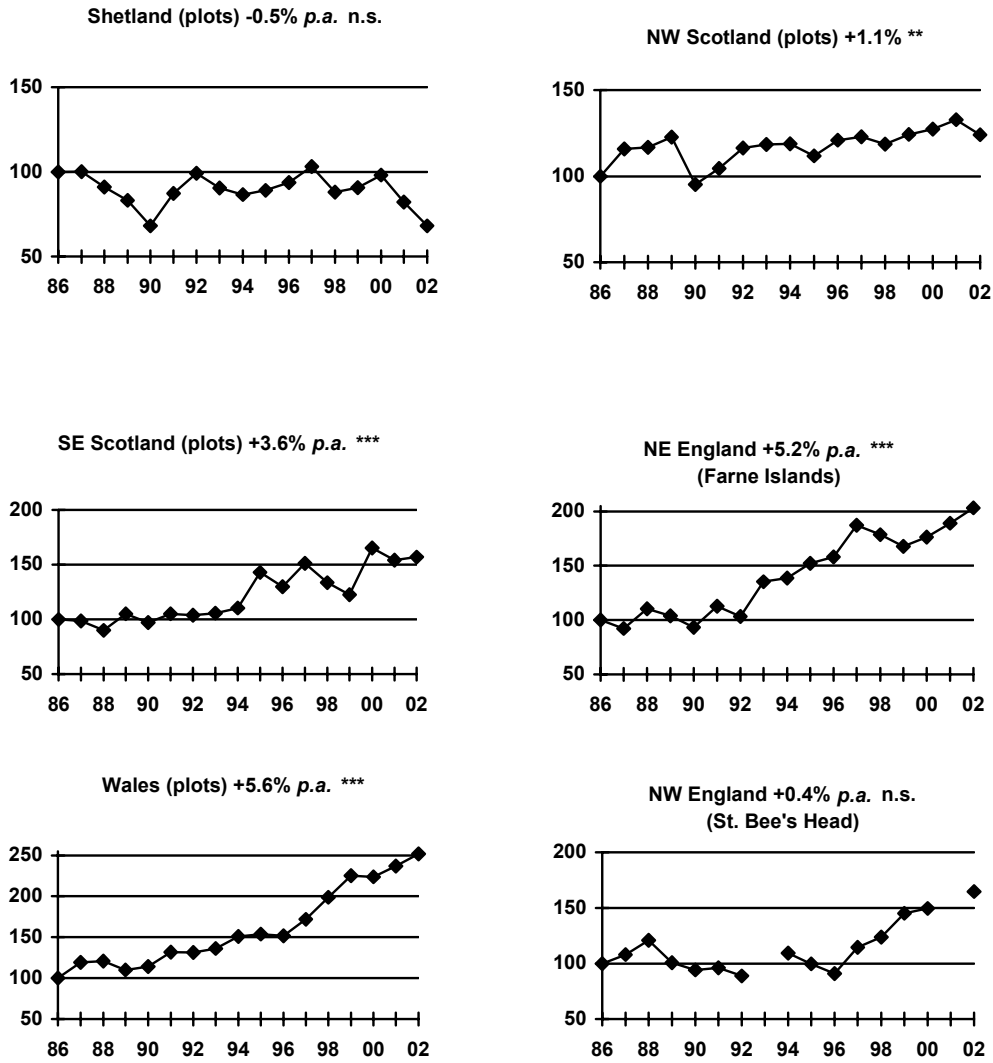 Shetland (plots) -0.5% p.a. n.s.
150
100
50
86 88 90 92 94 96 98 00 02
NW Scotland (plots) +1.1% **
150
100
50
86 88 90 92 94 96 98 00 02
SE Scotland (plots) +3.6% p.a. ***
200
150
100
50
86 88 90 92 94 96 98 00 02
NE England +5.2% p.a. ***
(Farne Islands)
200
150
100
50
86 88 90 92 94 96 98 00 02
Wales (plots) +5.6% p.a. ***
250
200
150
100
50
86 88 90 92 94 96 98 00 02
NW England +0.4% p.a. n.s.
(St. Bee's Head)
200
150
100
50
86 88 90 92 94 96 98 00 02